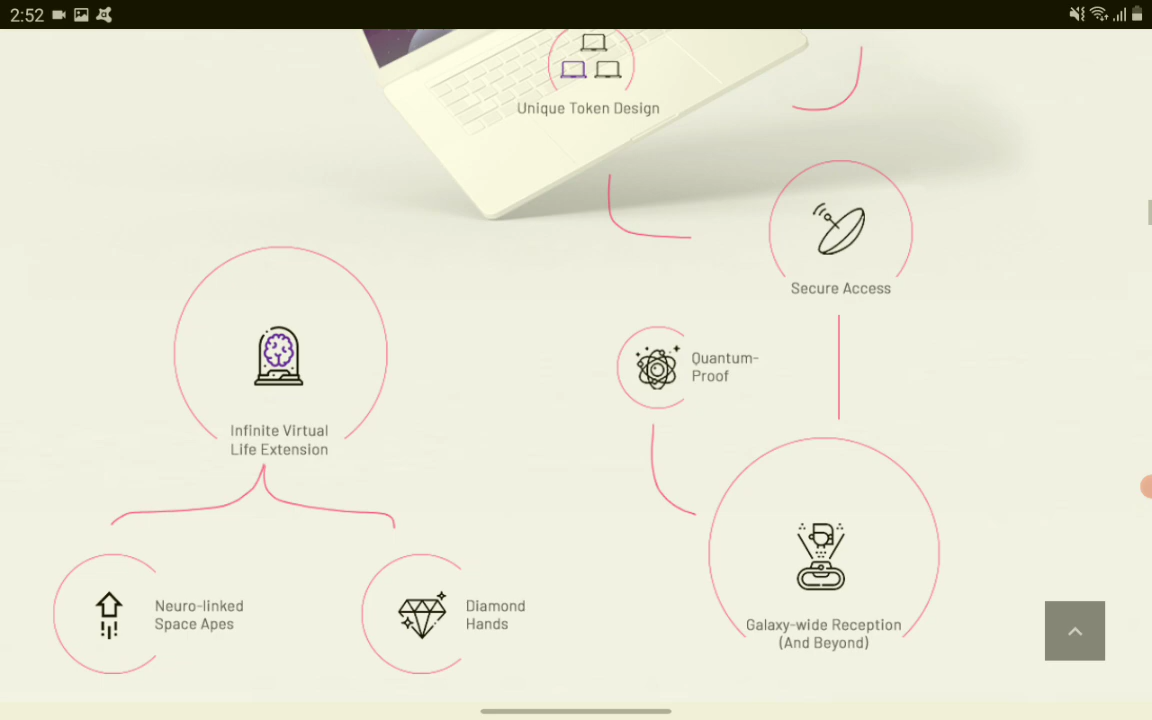 2:52
Unique Token Design
Secure Access
Infinite Virtual
Life Extension
Quantum-
Proof
Neuro-linked
Space Apes
Diamond
Hands
Galaxy-wide Reception
(And Beyond)